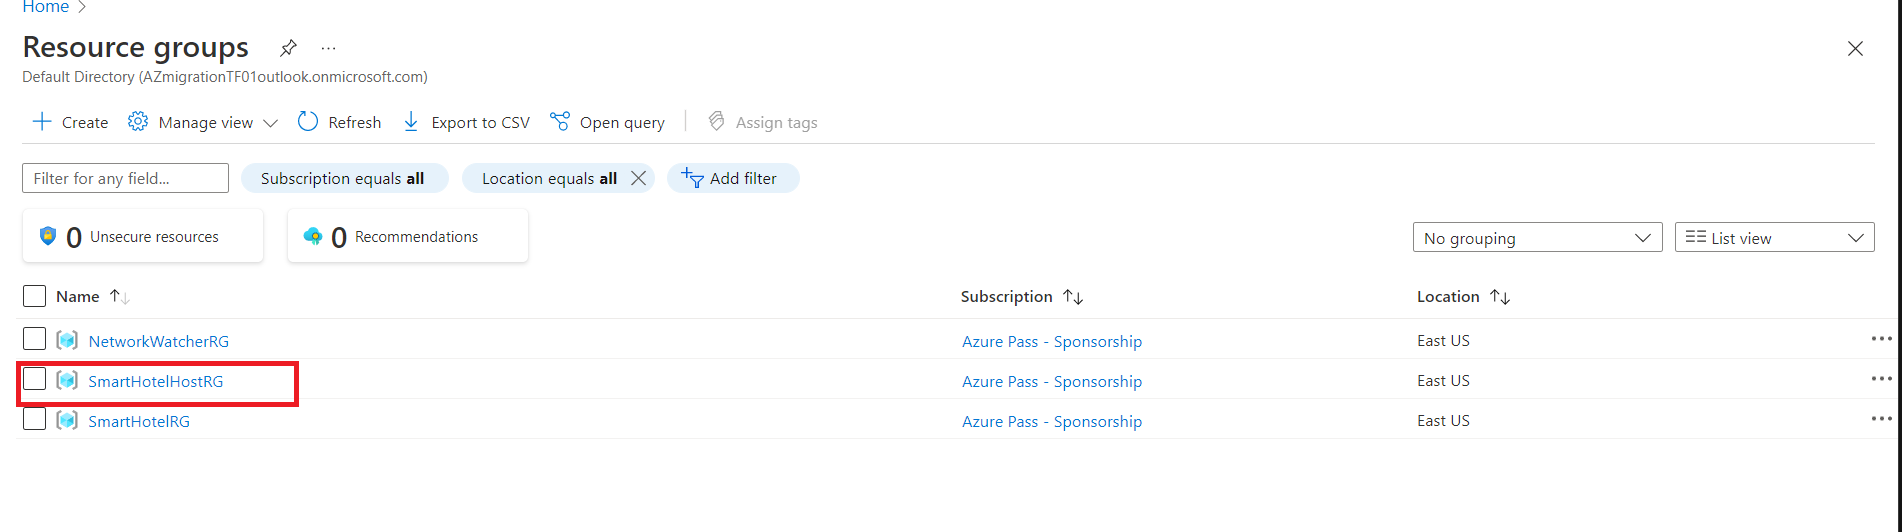 Home
Resource groups
Default Directory (AZmigrationTF01outlook.onmicrosoft.com)
Create Manage view Refresh Export to CSV Open query Assign tags
Filter for any field... Subscription equals all Location equals all Add filter
0 Unsecure resources 0 Recommendations
No grouping List view
Name Subscription Location
NetworkWatcherRG Azure Pass - Sponsorship East US
SmartHotelHostRG Azure Pass - Sponsorship East US
SmartHotelRG Azure Pass - Sponsorship East US